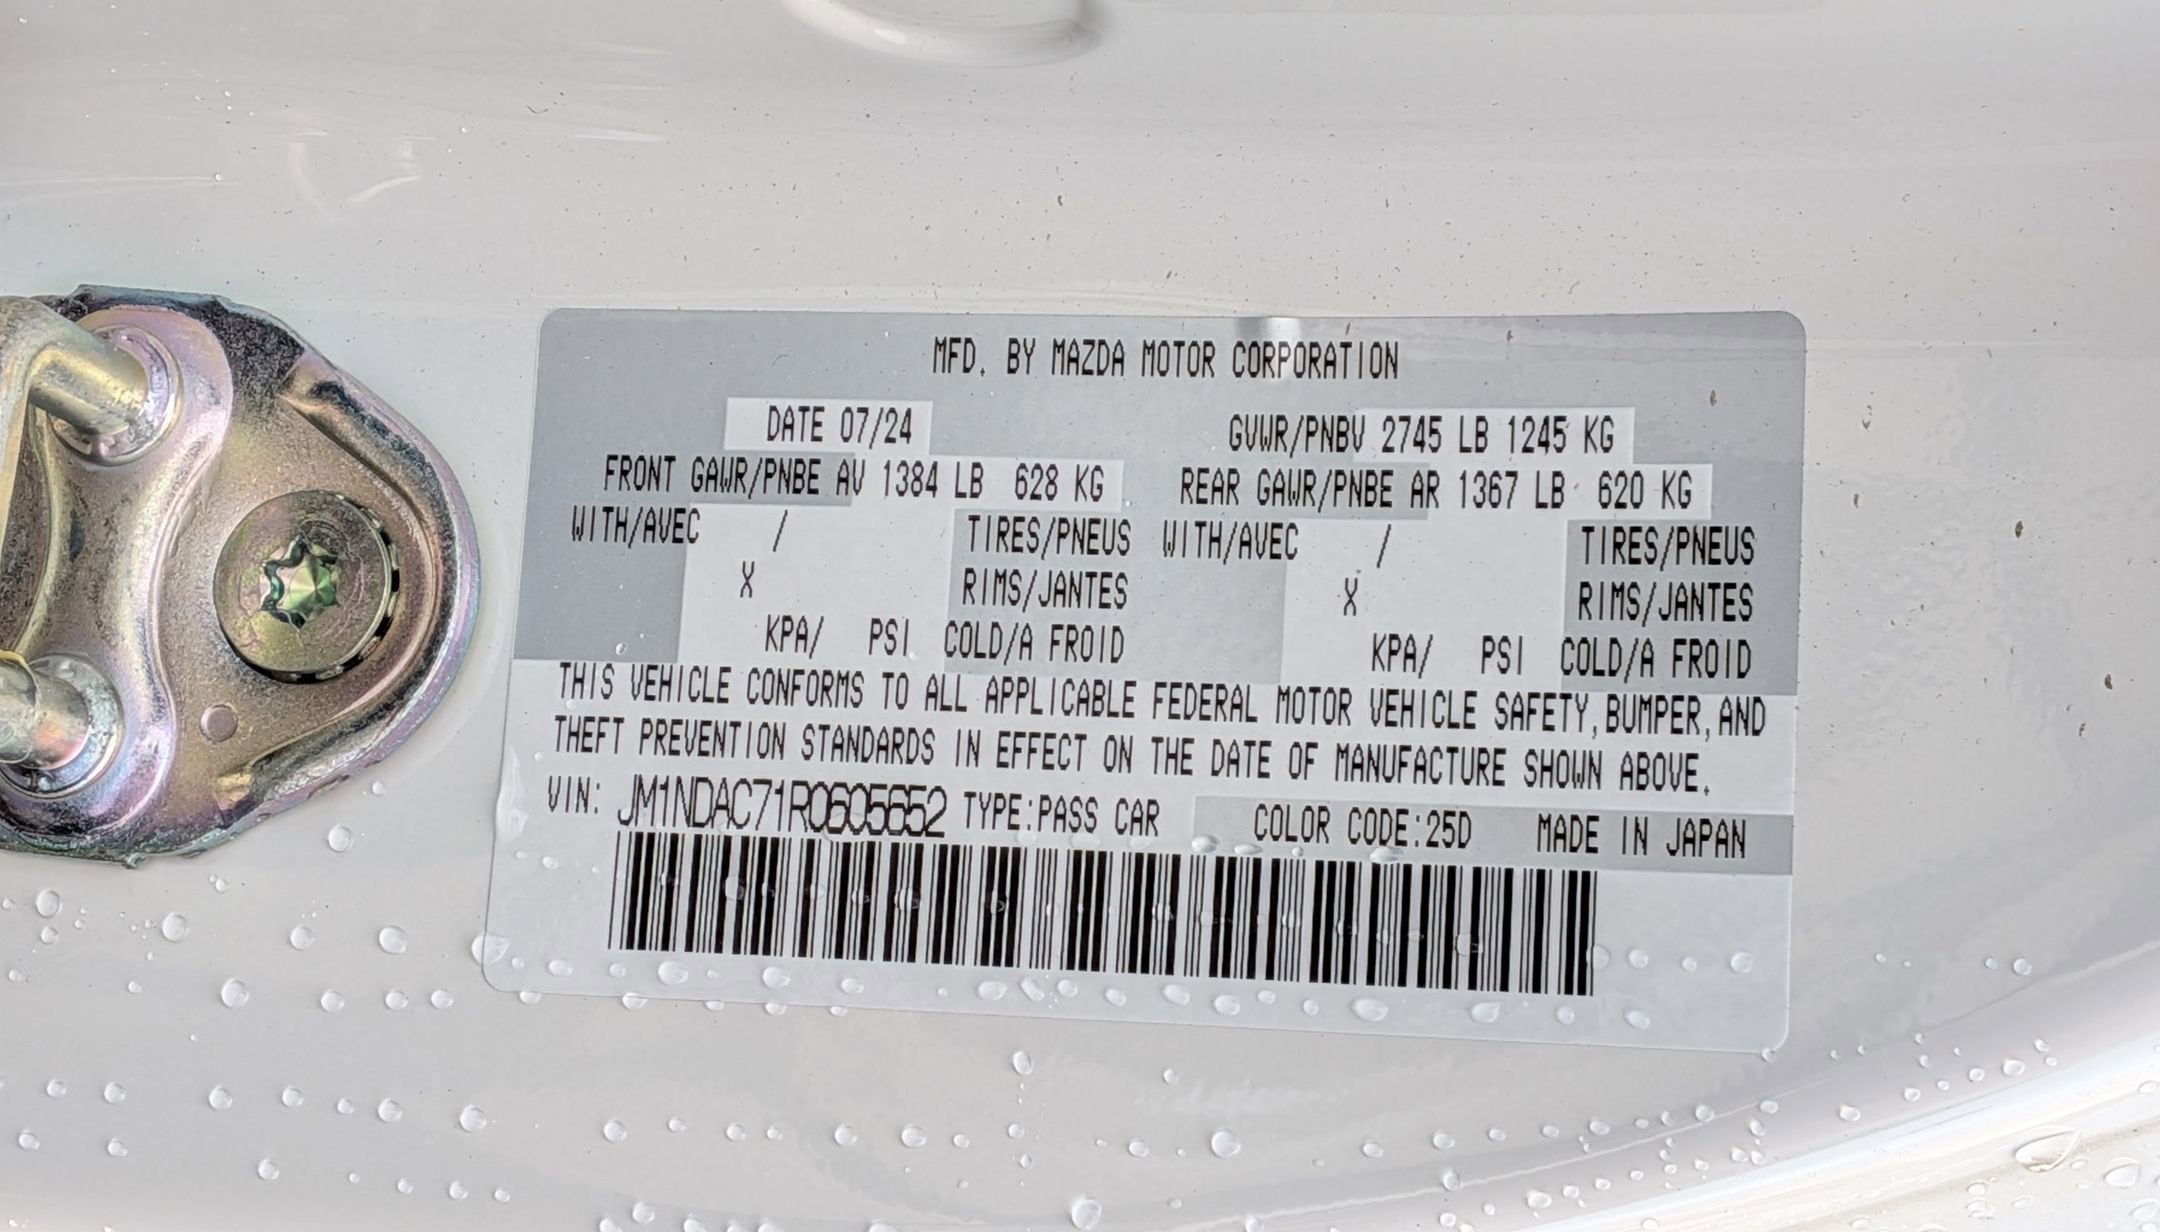 MFD. BY MAZDA MOTOR CORPORATION
DATE 07/24 GVWR/PNBV 2745 LB 1245 KG
FRONT GAWR/PNBE AV 1384 LB 628 KG REAR GAWR/PNBE AR 1367 LB 620 KG
WITH/AVEC / TIRES/PNEUS WITH/AVEC / TIRES/PNEUS
X RIMS/JANTES X RIMS/JANTES
KPA/ PSI COLD/A FROID KPA/ PSI COLD/A FROID
THIS VEHICLE CONFORMS TO ALL APPLICABLE FEDERAL MOTOR VEHICLE SAFETY, BUMPER, AND
THEFT PREVENTION STANDARDS IN EFFECT ON THE DATE OF MANUFACTURE SHOWN ABOVE.
VIN: JM1NDAC71R0605652 TYPE:PASS CAR COLOR CODE:25D MADE IN JAPAN